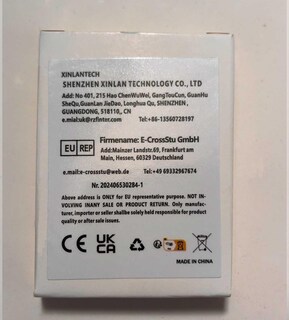 XINLANTECH
SHENZHEN XINLAN TECHNOLOGY CO., LTD
Add: No 401, 215 Hao ChenWuWei, GangTouCun, GuanHu
SheQu,GuanLan JieDao, Longhua Qu, SHENZHEN,
GUANGDONG, 518110,, CN
e.mial:uk@rzfinter.com Tel:+86-13560728197
EU REP
Firmename: E-CrossStu GmbH
Add:Mainzer Landstr.69, Frankfurt am
Main, Hessen, 60329 Deutschland
e.mail:e-crossstu@web.de Tel:+49 69332967674
Nr. 202406530284-1
ABOVE IS ONLY for EU representative purpose. NOT IN-
VOLVING INANY SALE OR PRODUCT RETURN. Only manufac-
turer, importer or seller shallbe solely held responsible for product
quality or after sale issues.
CE UK
CA
MADE IN CHINA